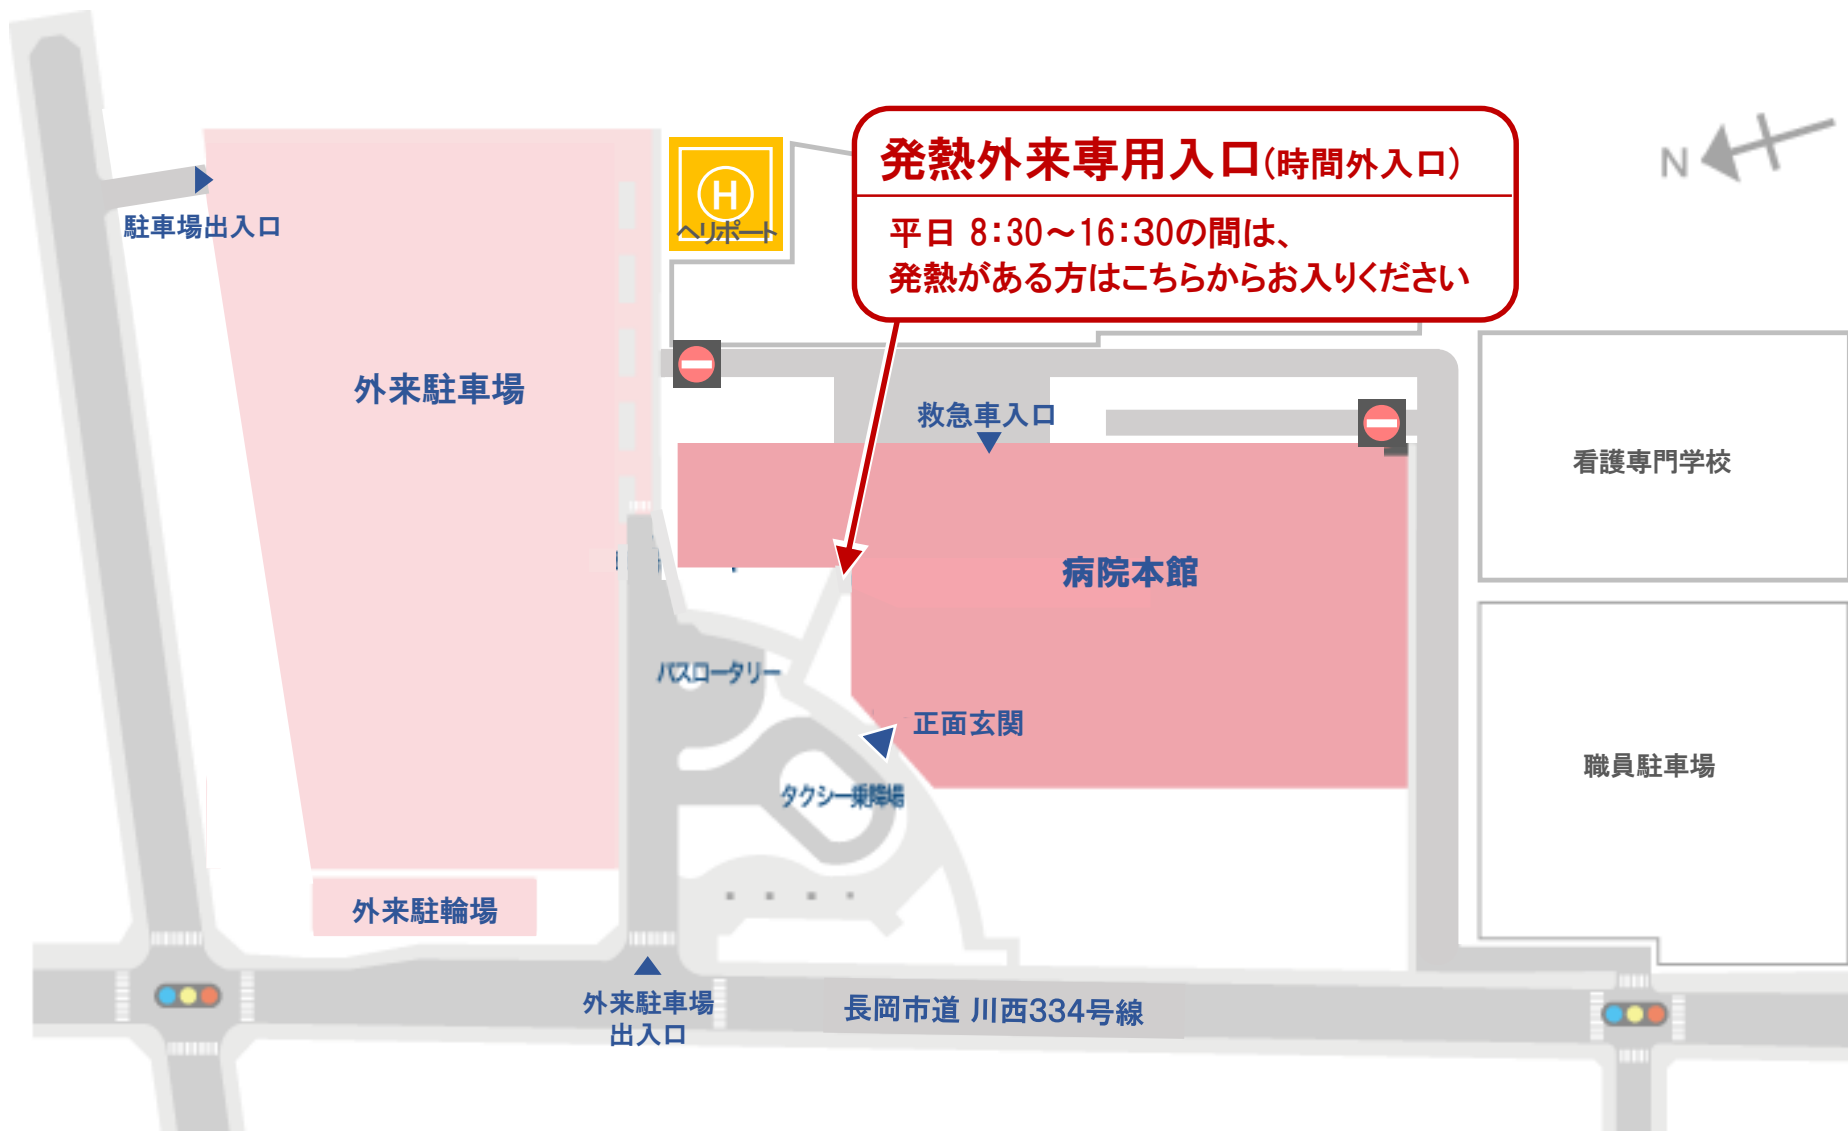 発熱外来専用入口(時間外入口)
平日 8:30～16:30の間は、
発熱がある方はこちらからお入りください
N
H
ヘリポート
駐車場出入口
外来駐車場
救急車入口
看護専門学校
病院本館
バスロータリー
正面玄関
職員駐車場
タクシー乗降場
外来駐輪場
外来駐車場
出入口
長岡市道 川西334号線